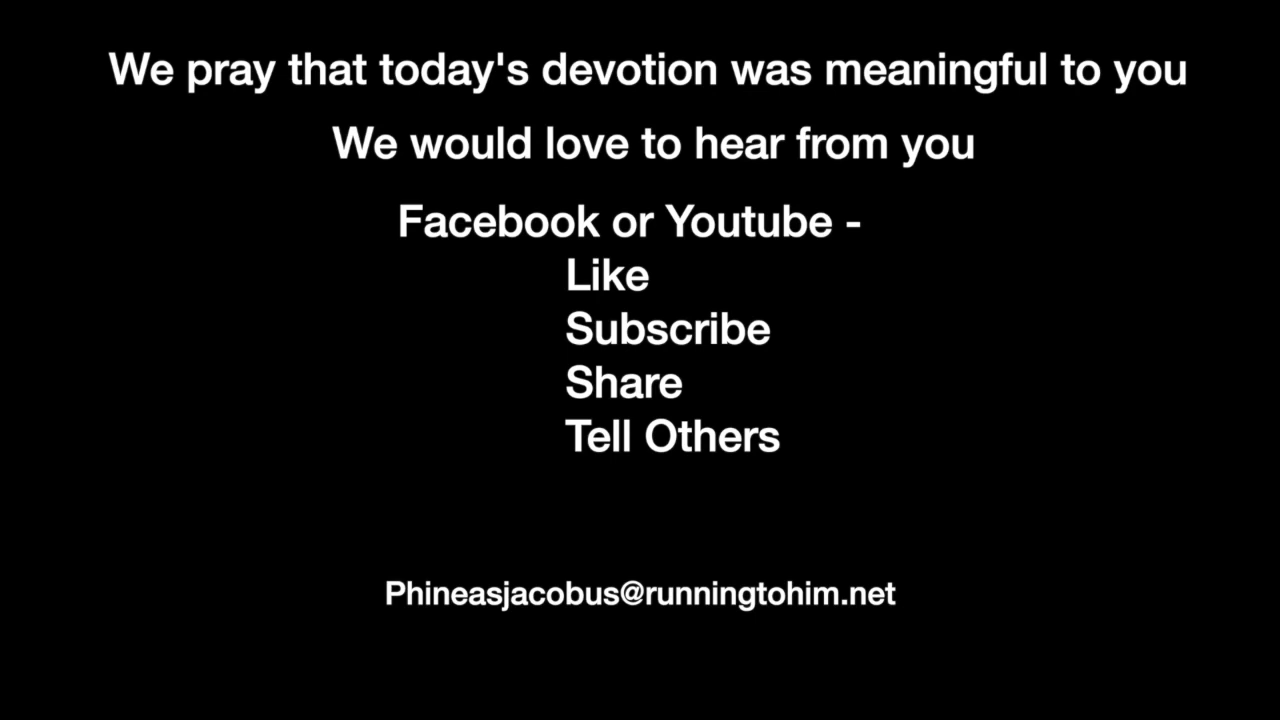 We pray that today's devotion was meaningful to you
We would love to hear from you
Facebook or Youtube -
Like
Subscribe
Share
Tell Others
Phineasjacobus@runningtohim.net